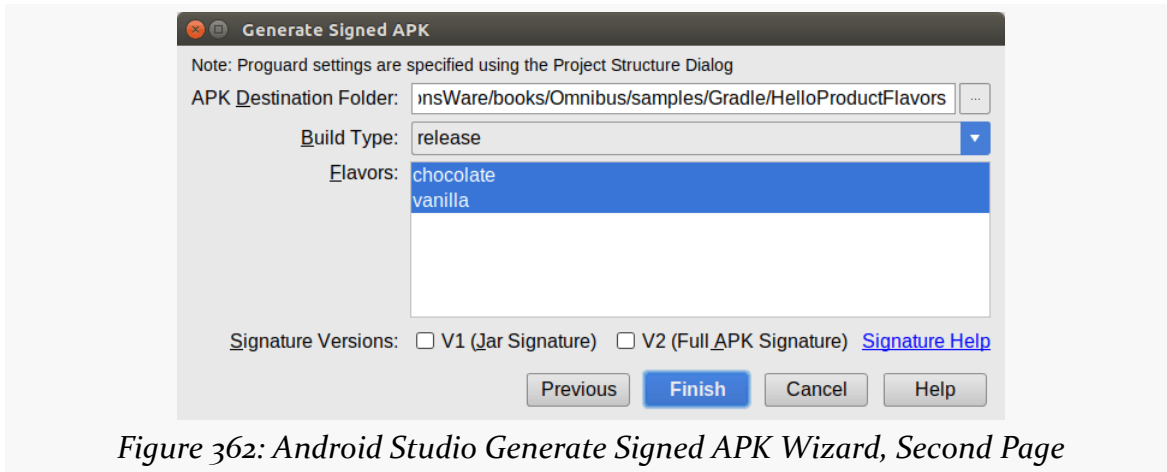 Generate Signed APK
Note: Proguard settings are specified using the Project Structure Dialog
APK Destination Folder: onsWare/books/Omnibus/samples/Gradle/HelloProductFlavors ...
Build Type: release
Flavors: chocolate
vanilla
Signature Versions: V1 (Jar Signature) V2 (Full APK Signature) Signature Help
Previous Finish Cancel Help
Figure 362: Android Studio Generate Signed APK Wizard, Second Page